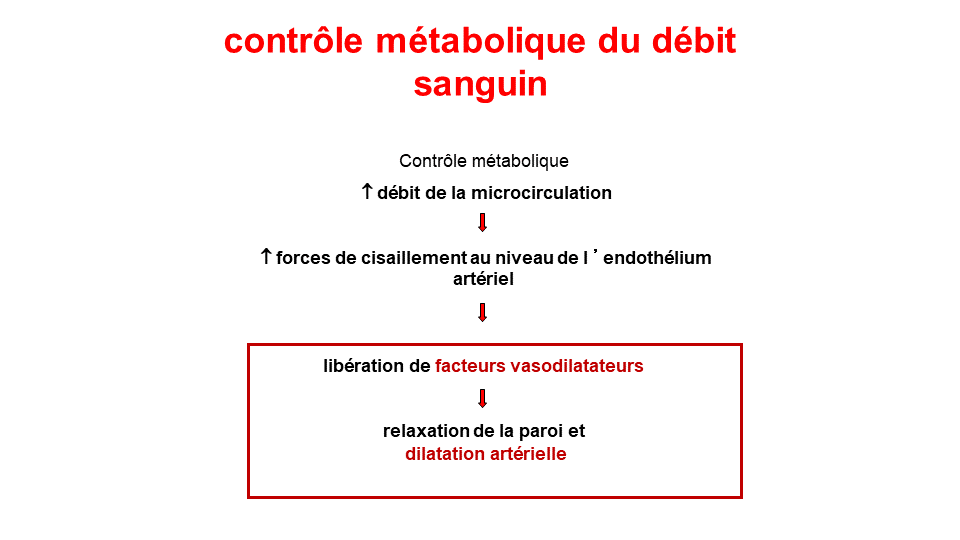 contrôle métabolique du débit
sanguin
Contrôle métabolique
↑ débit de la microcirculation
↑ forces de cisaillement au niveau de l ’ endothélium
artériel
libération de facteurs vasodilatateurs
relaxation de la paroi et
dilatation artérielle